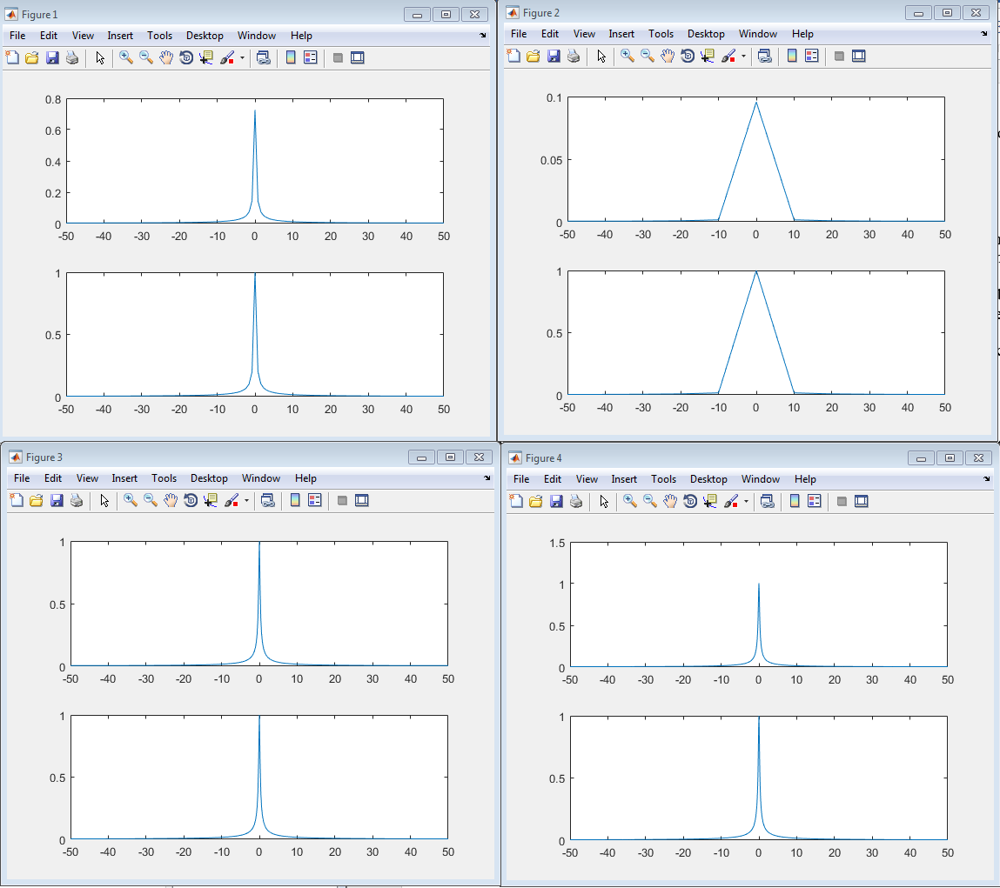 Figure 1
File Edit View Insert Tools Desktop Window Help
0.8
0.6
0.4
0.2
0
-50 -40 -30 -20 -10 0 10 20 30 40 50
1
0.5
0
-50 -40 -30 -20 -10 0 10 20 30 40 50
Figure 2
File Edit View Insert Tools Desktop Window Help
0.1
0.05
0
-50 -40 -30 -20 -10 0 10 20 30 40 50
1
0.5
0
-50 -40 -30 -20 -10 0 10 20 30 40 50
Figure 3
File Edit View Insert Tools Desktop Window Help
1
0.5
0
-50 -40 -30 -20 -10 0 10 20 30 40 50
1
0.5
0
-50 -40 -30 -20 -10 0 10 20 30 40 50
Figure 4
File Edit View Insert Tools Desktop Window Help
1.5
1
0.5
0
-50 -40 -30 -20 -10 0 10 20 30 40 50
1
0.5
0
-50 -40 -30 -20 -10 0 10 20 30 40 50